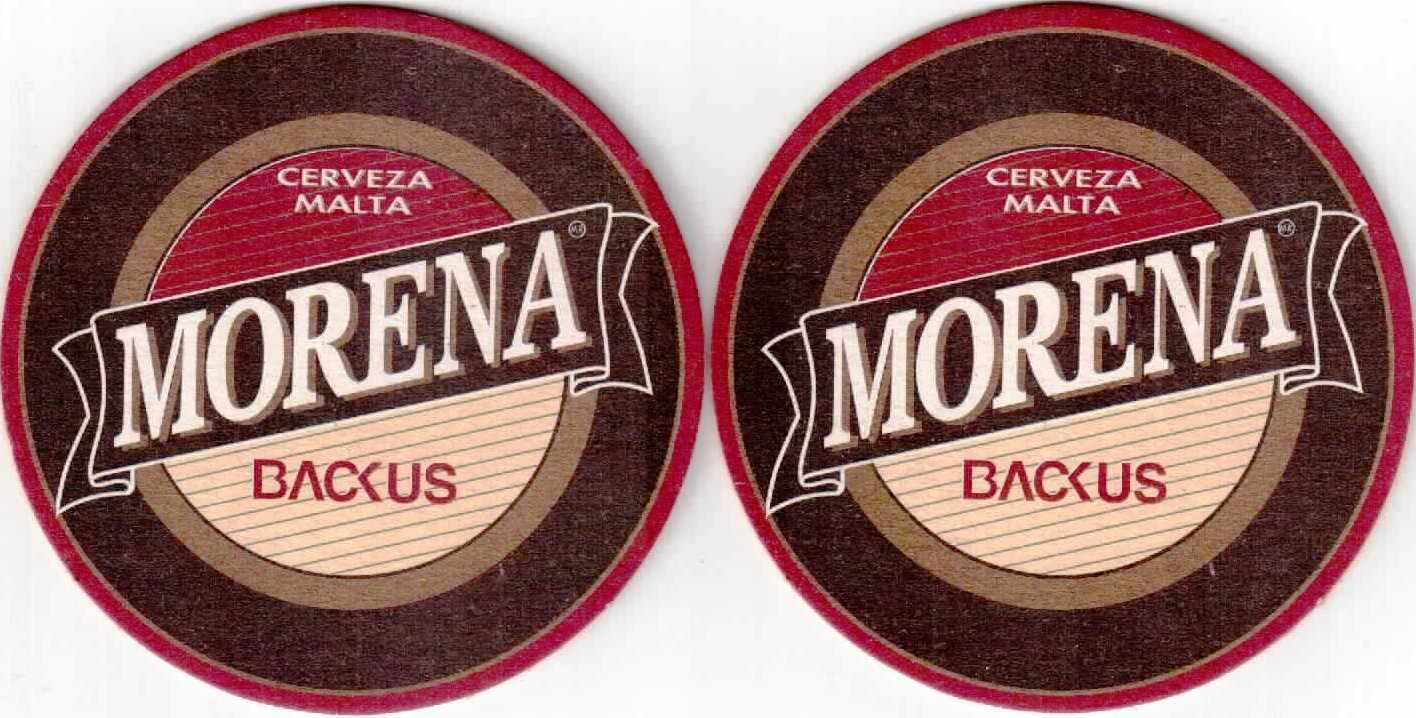 CERVEZA
MALTA
MORENA
BACKUS
CERVEZA
MALTA
MORENA
BACKUS